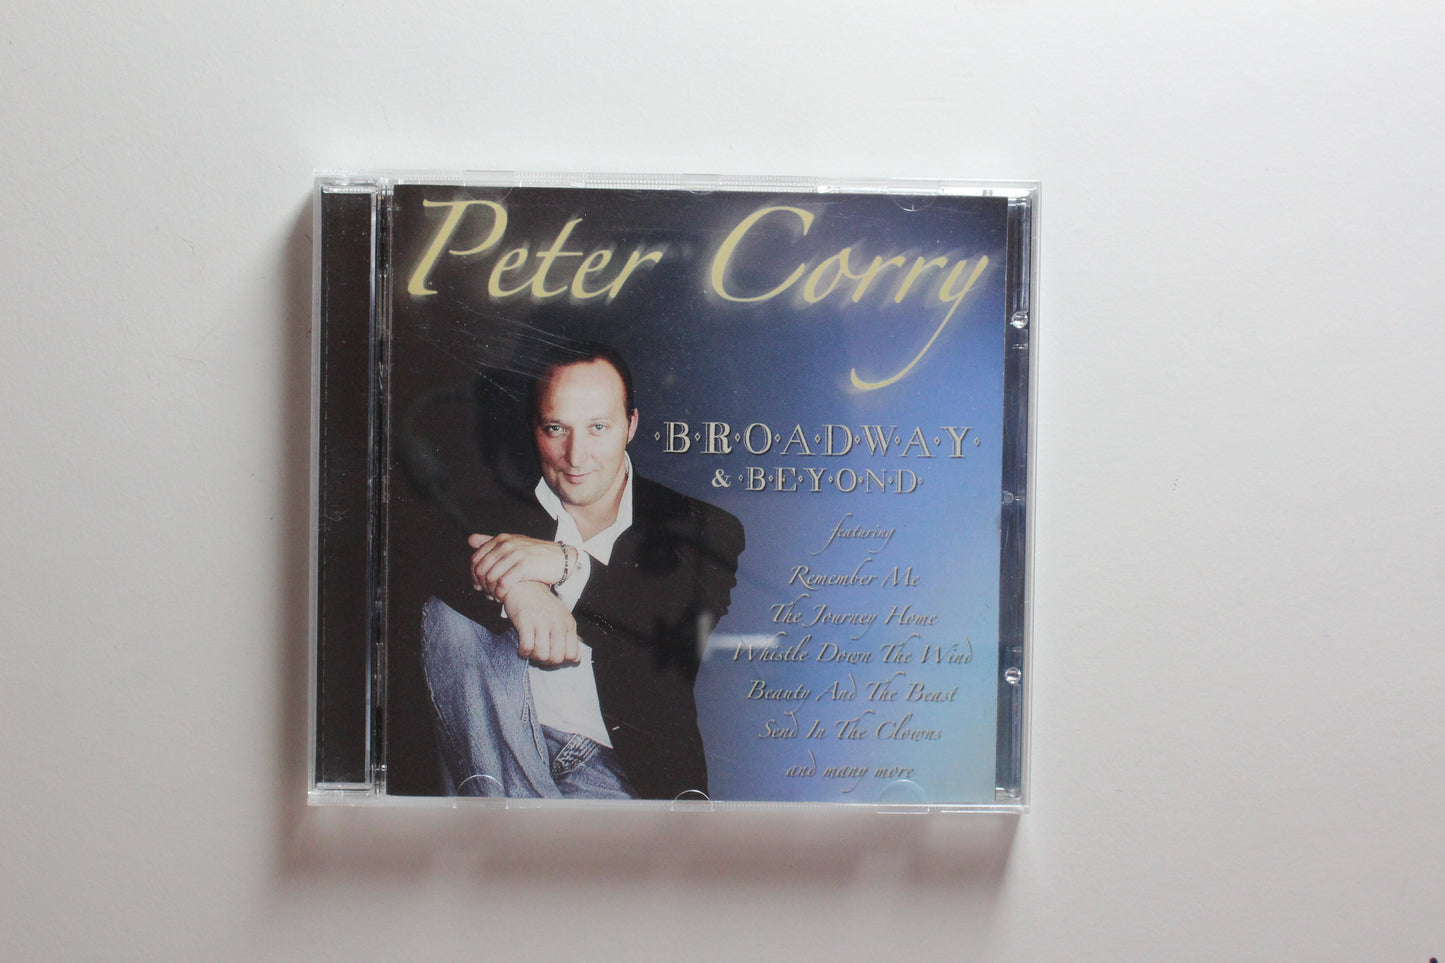 Peter Corry
BROADWAY
& BEYOND
featuring
Remember Me
The Journey Home
Whistle Down The Wind
Beauty And The Beast
Send In The Clowns
and many more